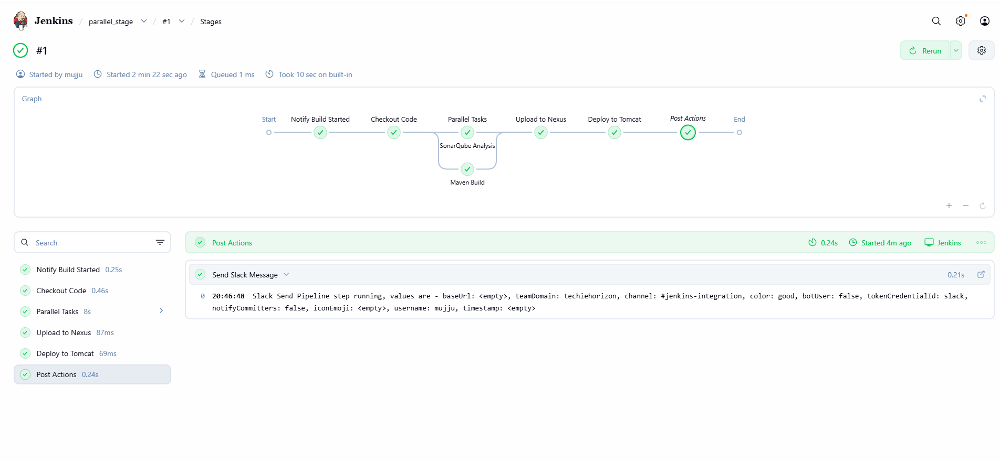 Jenkins / parallel_stage / #1 / Stages
#1
Rerun
Started by mujju Started 2 min 22 sec ago Queued 1 ms Took 10 sec on built-in
Graph
Start Notify Build Started Checkout Code Parallel Tasks Upload to Nexus Deploy to Tomcat Post Actions End
SonarQube Analysis
Maven Build
Search
Notify Build Started 0.25s
Checkout Code 0.46s
Parallel Tasks 8s
Upload to Nexus 87ms
Deploy to Tomcat 69ms
Post Actions 0.24s
Post Actions 0.24s Started 4m ago Jenkins
Send Slack Message 0.21s
0 20:46:48 Slack Send Pipeline step running, values are - baseUrl: <empty>, teamDomain: techiehorizon, channel: #jenkins-integration, color: good, botUser: false, tokenCredentialId: slack,
notifyCommitters: false, iconEmoji: <empty>, username: mujju, timestamp: <empty>